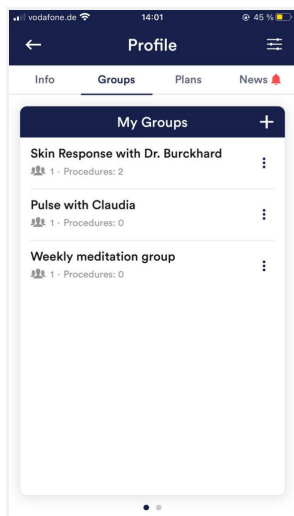 vodafone.de 14:01 45 %
Profile
Info Groups Plans News
My Groups +
Skin Response with Dr. Burckhard
1 · Procedures: 2
Pulse with Claudia
1 · Procedures: 0
Weekly meditation group
1 · Procedures: 0